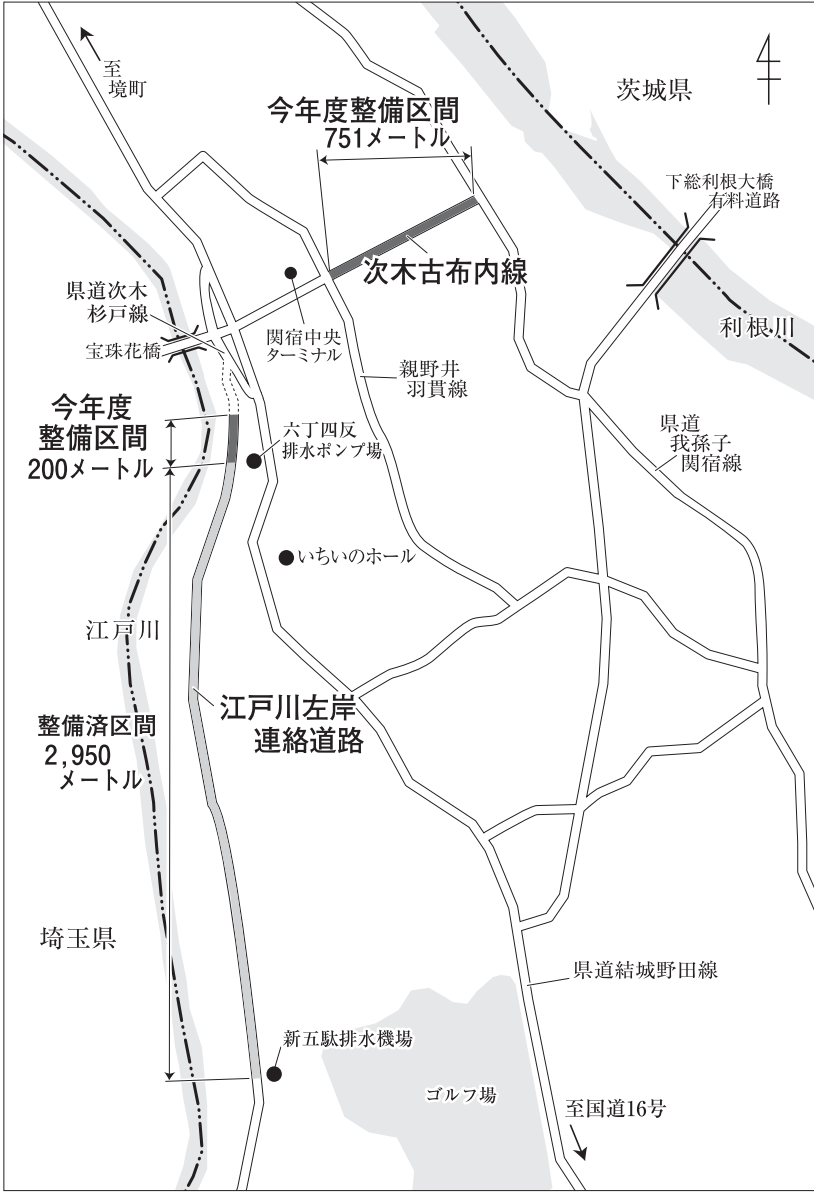 至
境町
今年度整備区間
751メートル
茨城県
下総利根大橋
有料道路
次木古布内線
県道次木
杉戸線
宝珠花橋
関宿中央
ターミナル
利根川
親野井
羽貫線
今年度
整備区間
200メートル
六丁四反
排水ポンプ場
県道
我孫子
関宿線
いちいのホール
江戸川
江戸川左岸
連絡道路
整備済区間
2,950
メートル
埼玉県
県道結城野田線
新五駄排水機場
ゴルフ場
至国道16号